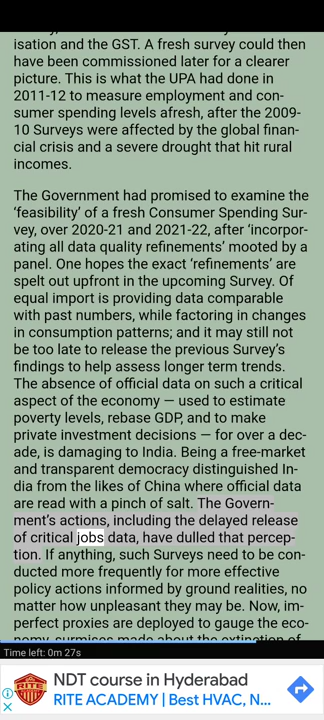 isation and the GST. A fresh survey could then
have been commissioned later for a clearer
picture. This is what the UPA had done in
2011-12 to measure employment and con-
sumer spending levels afresh, after the 2009-
10 Surveys were affected by the global finan-
cial crisis and a severe drought that hit rural
incomes.
The Government had promised to examine the
‘feasibility’ of a fresh Consumer Spending Sur-
vey, over 2020-21 and 2021-22, after ‘incorpor-
ating all data quality refinements’ mooted by a
panel. One hopes the exact ‘refinements’ are
spelt out upfront in the upcoming Survey. Of
equal import is providing data comparable
with past numbers, while factoring in changes
in consumption patterns; and it may still not
be too late to release the previous Survey’s
findings to help assess longer term trends.
The absence of official data on such a critical
aspect of the economy — used to estimate
poverty levels, rebase GDP, and to make
private investment decisions — for over a dec-
ade, is damaging to India. Being a free-market
and transparent democracy distinguished In-
dia from the likes of China where official data
are read with a pinch of salt. The Govern-
ment’s actions, including the delayed release
of critical jobs data, have dulled that percep-
tion. If anything, such Surveys need to be con-
ducted more frequently for more effective
policy actions informed by ground realities, no
matter how unpleasant they may be. Now, im-
perfect proxies are deployed to gauge the eco-
nomy, surmises made about the extinction of
Time left: 0m 27s
RITE
NDT course in Hyderabad
RITE ACADEMY | Best HVAC, N...